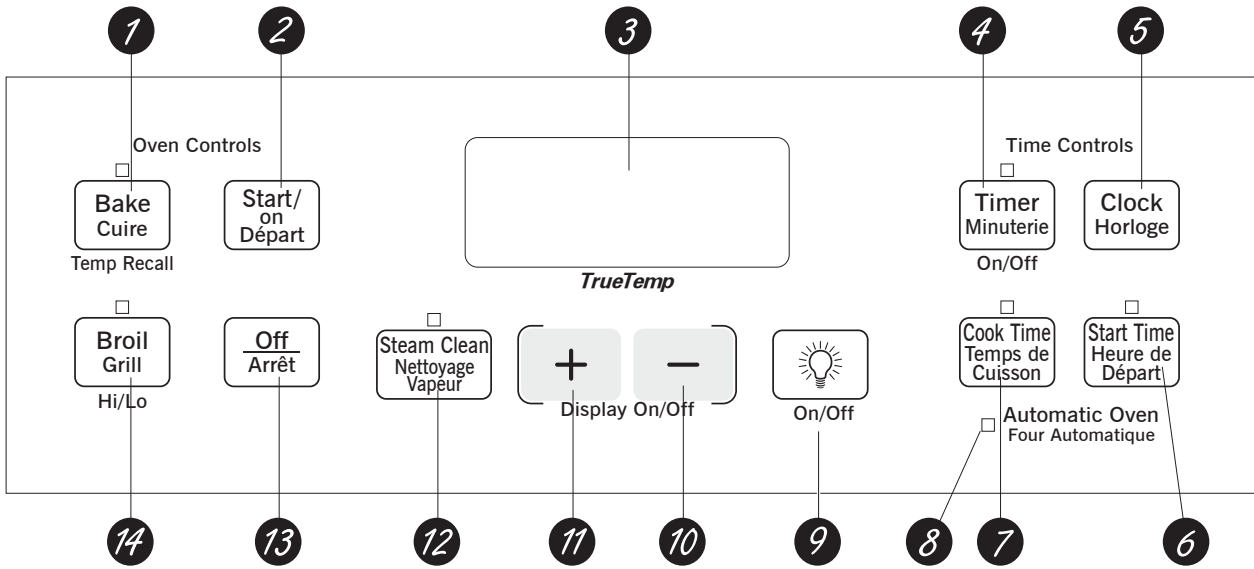 1
2
3
4
5
Oven Controls
Time Controls
Bake
Cuire
Temp Recall
Start/
on
Départ
TrueTemp
Timer
Minuterie
On/Off
Clock
Horloge
Broil
Grill
Hi/Lo
Off
Arrêt
Steam Clean
Nettoyage
Vapeur
+
−
Display On/Off
On/Off
Cook Time
Temps de
Cuisson
Start Time
Heure de
Départ
Automatic Oven
Four Automatique
14
13
12
11
10
9
8
7
6